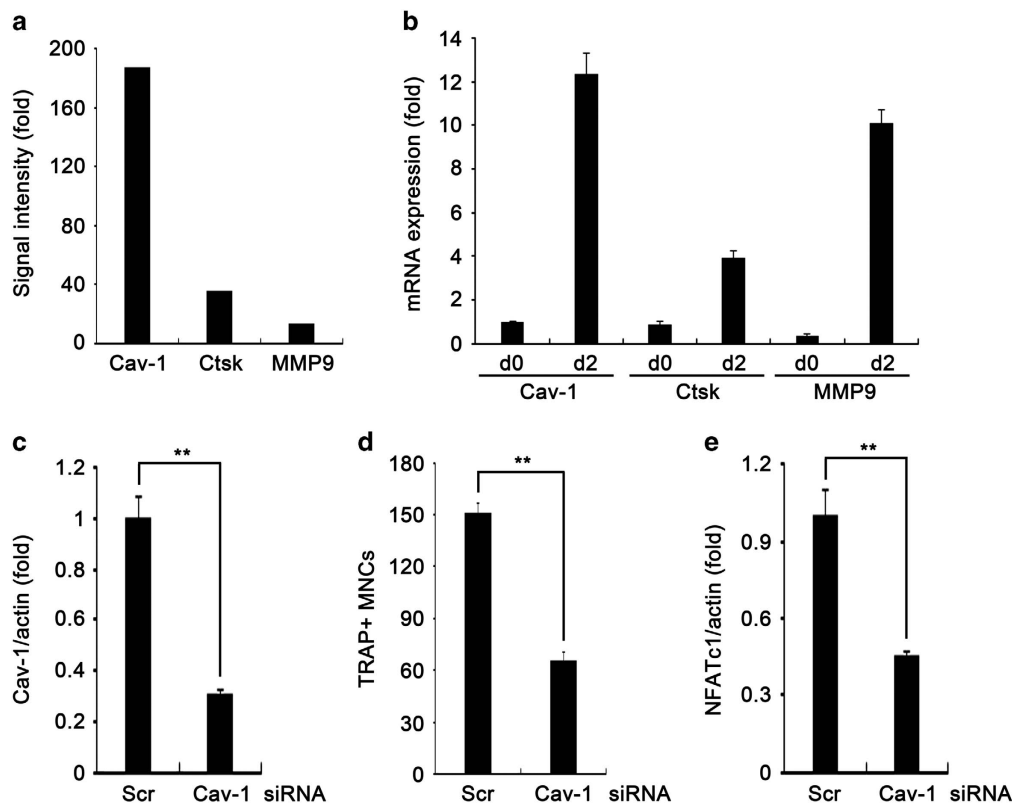 a
Signal intensity (fold)
200
160
120
80
40
0
Cav-1 Ctsk MMP9
b
mRNA expression (fold)
14
12
10
8
6
4
2
0
d0 d2 d0 d2 d0 d2
Cav-1 Ctsk MMP9
c
Cav-1/actin (fold)
1.2
1
0.8
0.6
0.4
0.2
0
**
Scr Cav-1 siRNA
d
TRAP+ MNCs
180
150
120
90
60
30
0
**
Scr Cav-1 siRNA
e
NFATc1/actin (fold)
1.2
0.9
0.6
0.3
0
**
Scr Cav-1 siRNA